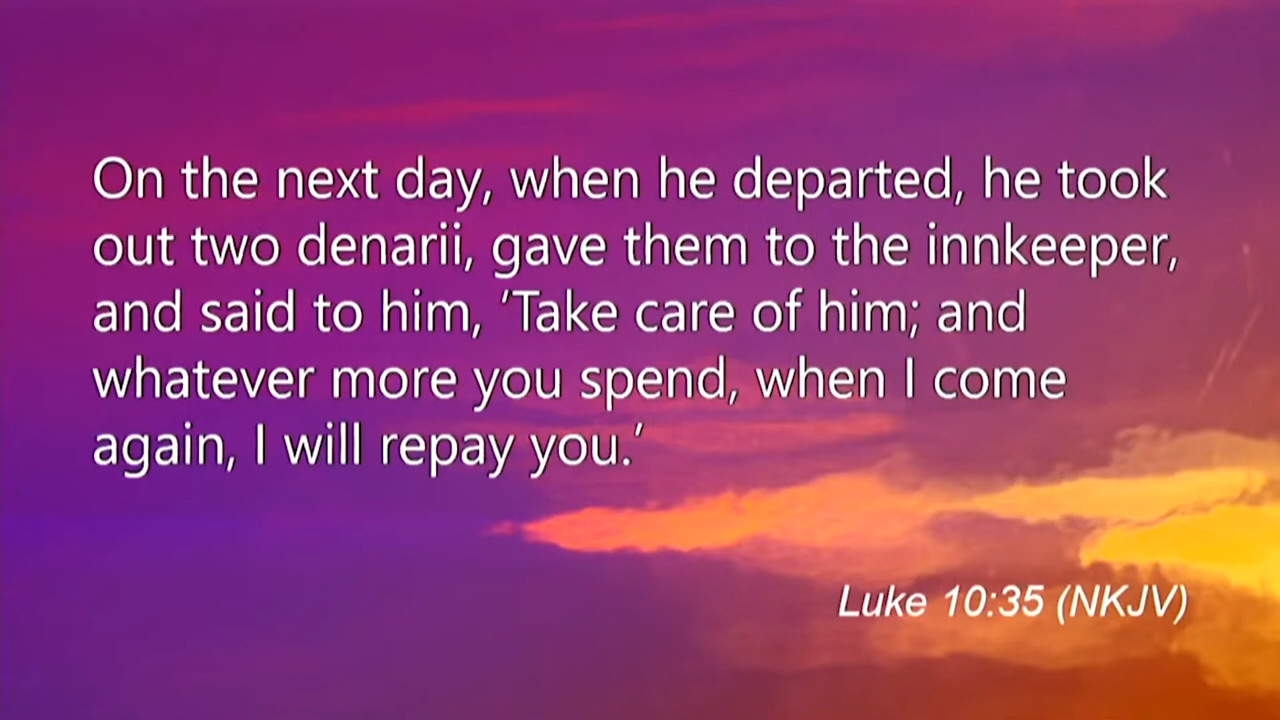 On the next day, when he departed, he took
out two denarii, gave them to the innkeeper,
and said to him, ‘Take care of him; and
whatever more you spend, when I come
again, I will repay you.’
Luke 10:35 (NKJV)